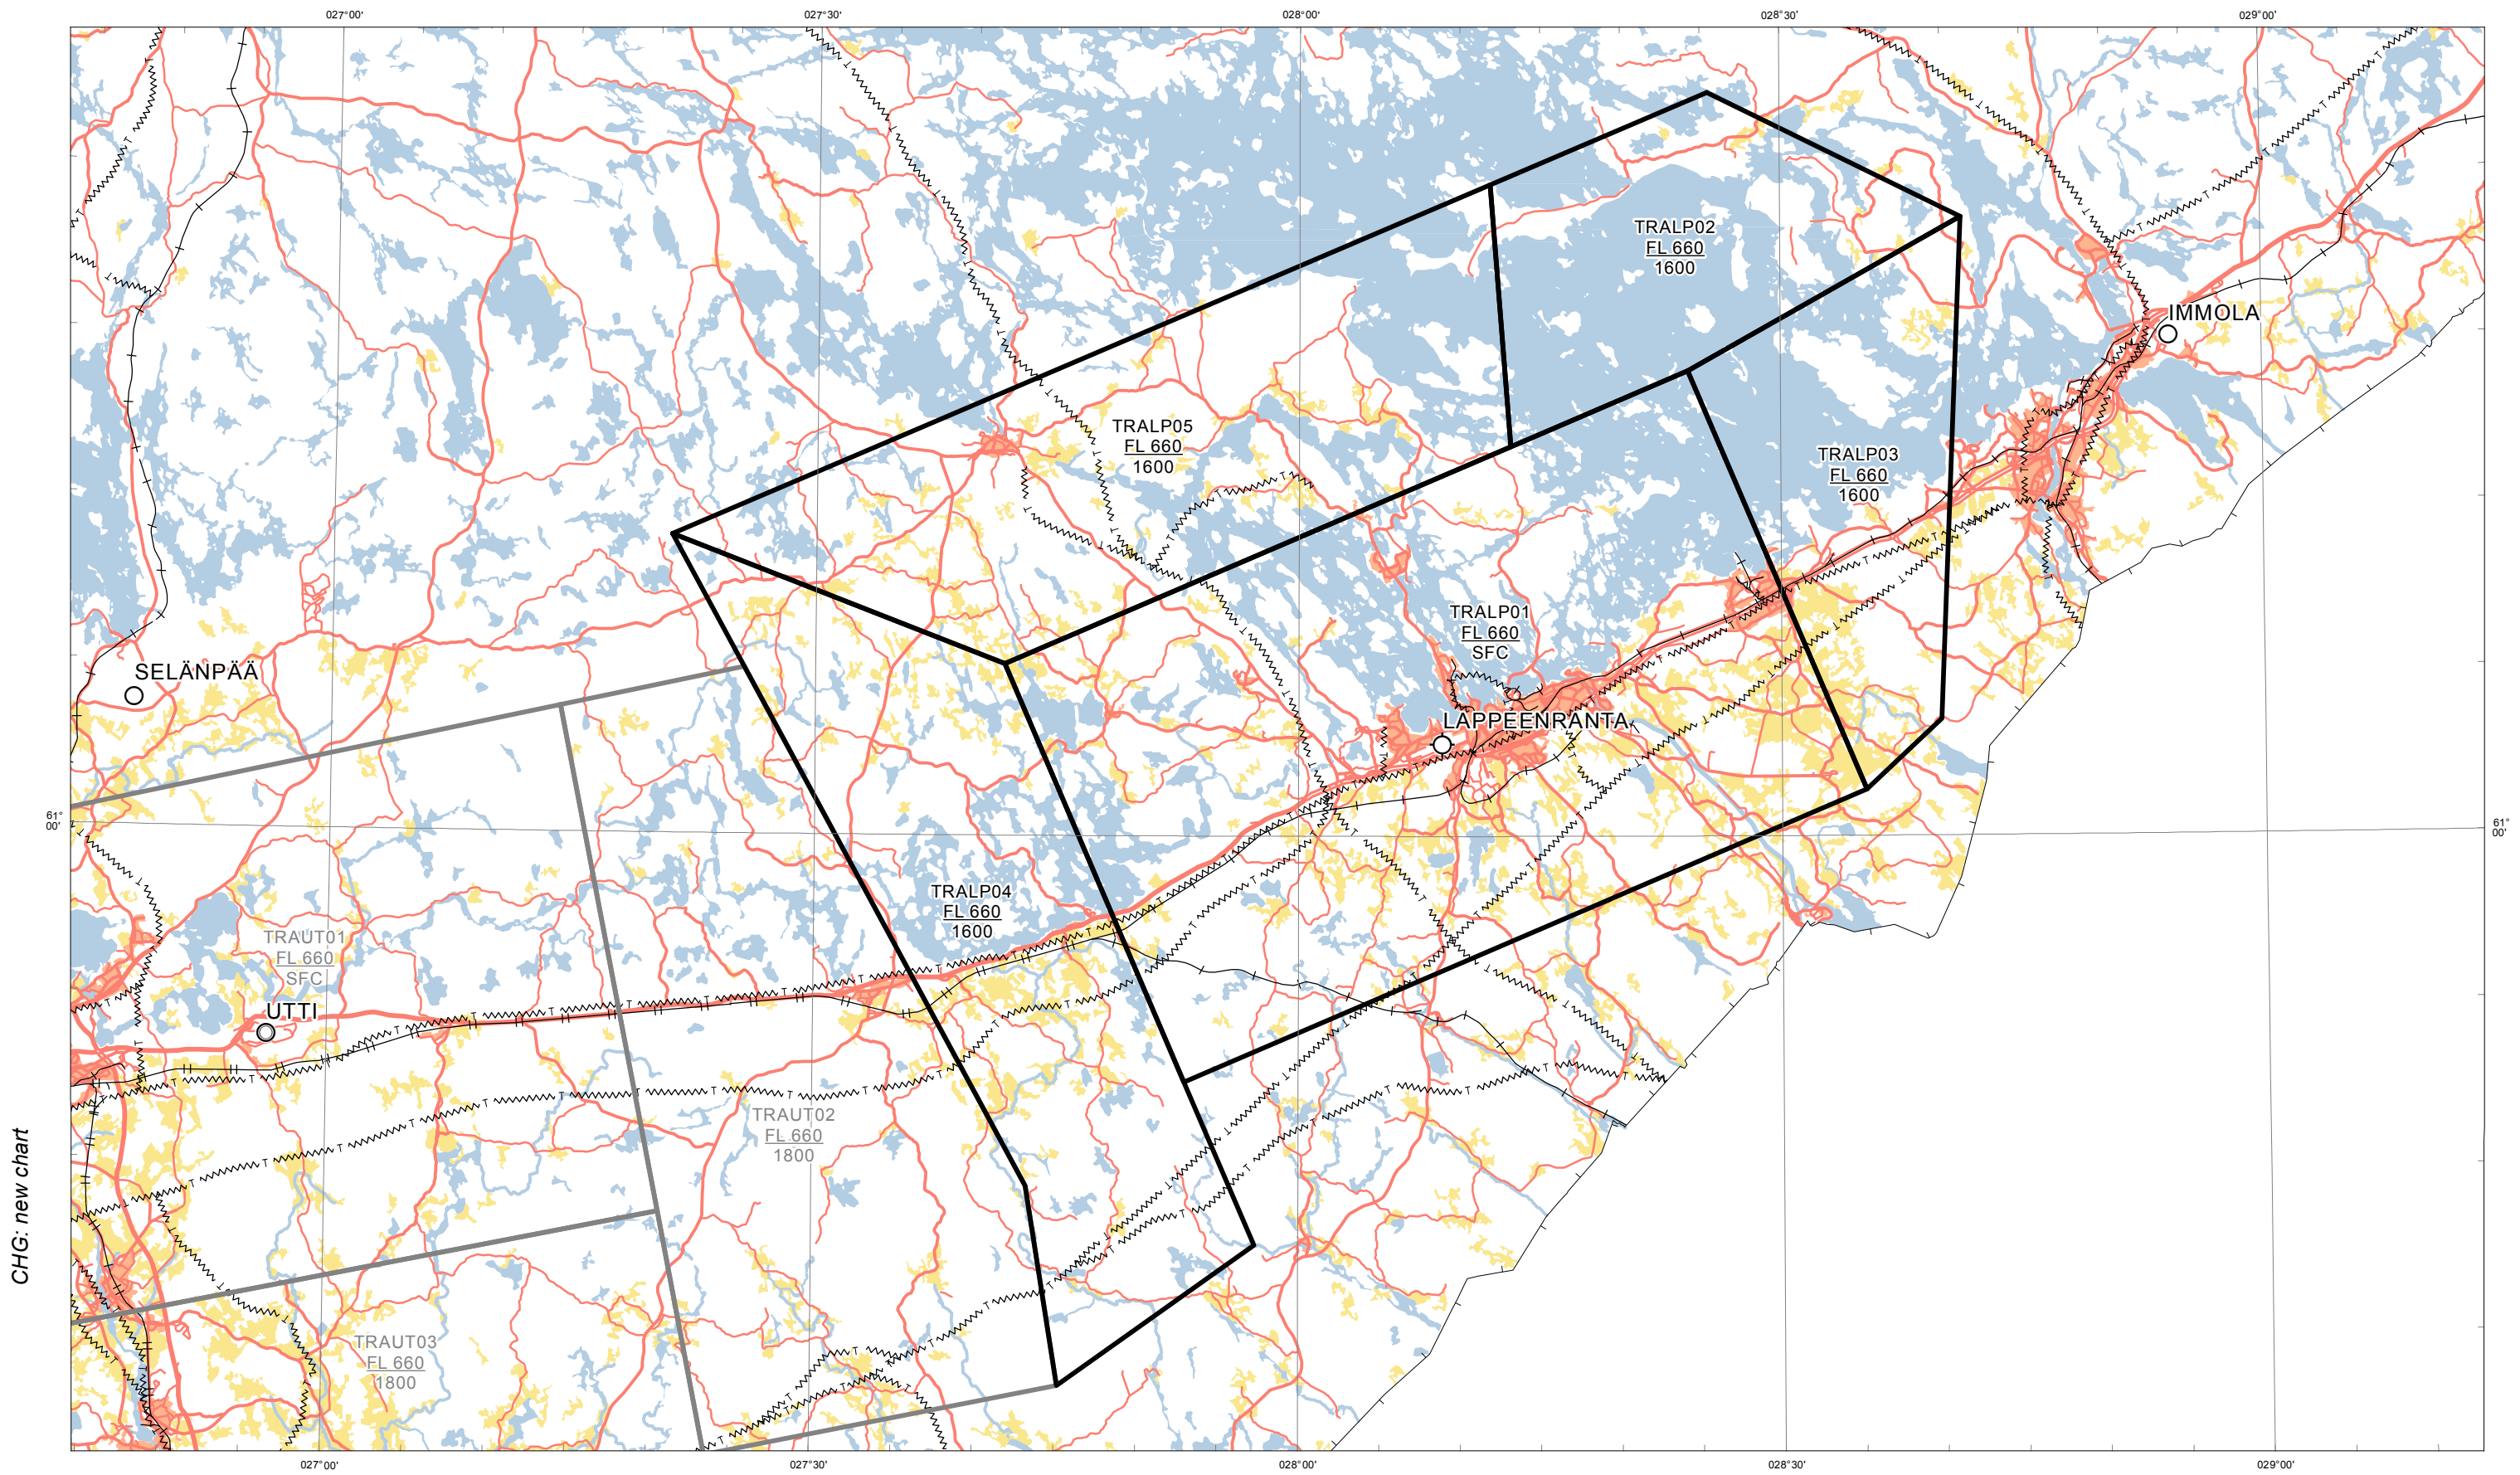 027°00'
027°30'
028°00'
028°30'
029°00'
TRALP02
FL 660
1600
IMMOLA
TRALP05
FL 660
1600
TRALP03
FL 660
1600
TRALP01
FL 660
SFC
SELÄNPÄÄ
LAPPEENRANTA
61°
00'
61°
00'
TRALP04
FL 660
1600
TRAUT01
FL 660
SFC
UTTI
TRAUT02
FL 660
1800
CHG: new chart
TRAUT03
FL 660
1800
027°00'
027°30'
028°00'
028°30'
029°00'